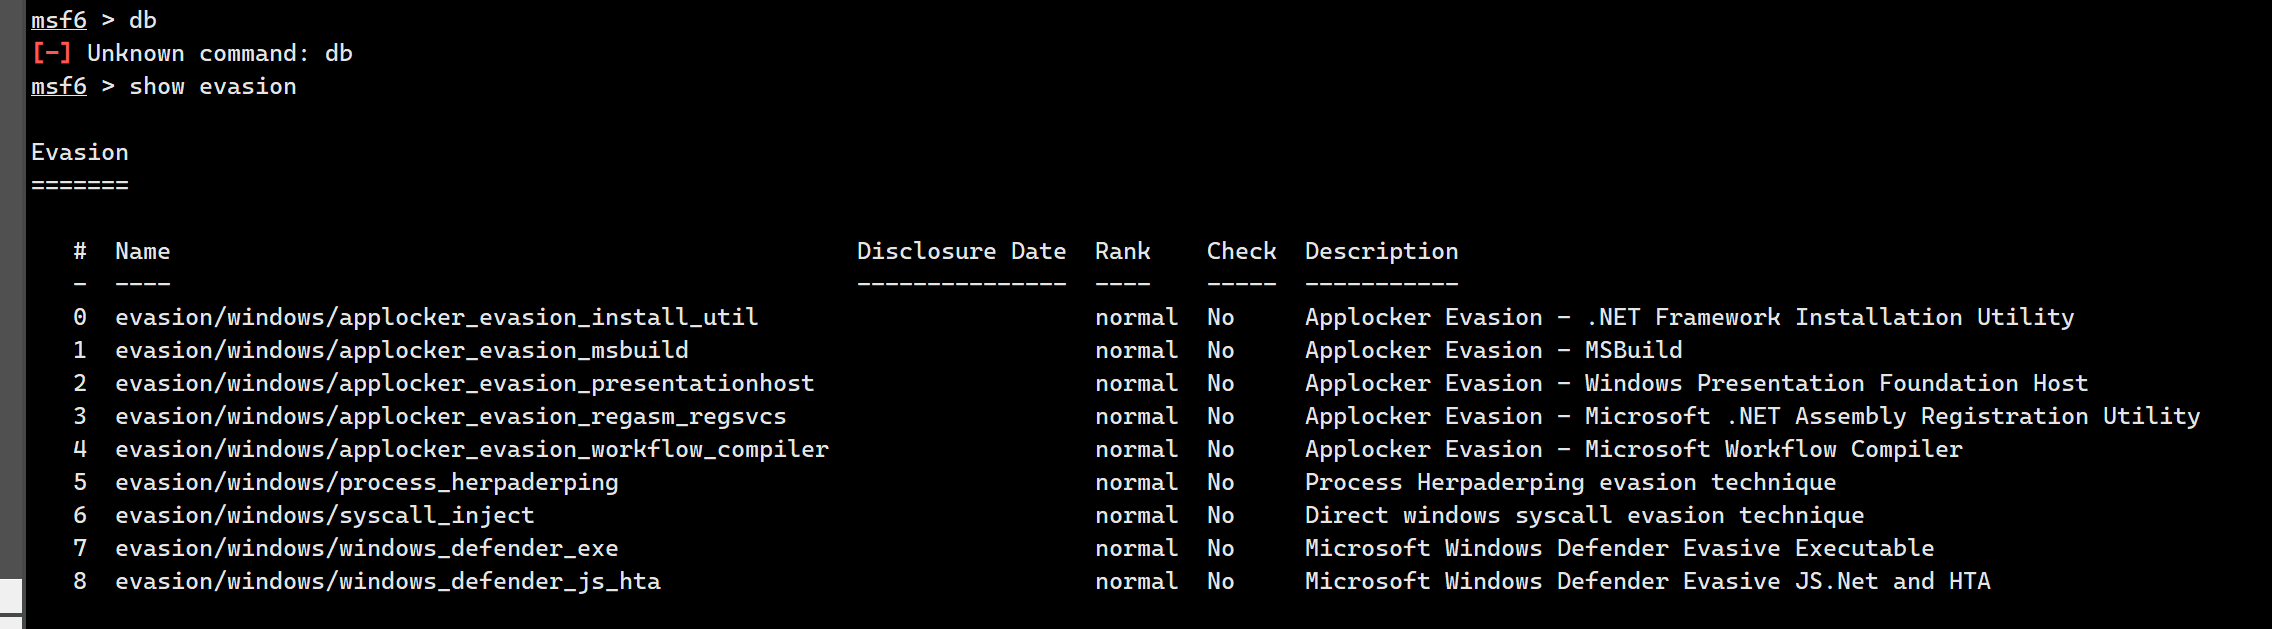 msf6 > db
[-] Unknown command: db
msf6 > show evasion
Evasion
=======
#  Name  Disclosure Date  Rank  Check  Description
-  ----  ---------------  ----  -----  -----------
0  evasion/windows/applocker_evasion_install_util  normal  No  Applocker Evasion - .NET Framework Installation Utility
1  evasion/windows/applocker_evasion_msbuild  normal  No  Applocker Evasion - MSBuild
2  evasion/windows/applocker_evasion_presentationhost  normal  No  Applocker Evasion - Windows Presentation Foundation Host
3  evasion/windows/applocker_evasion_regasm_regsvcs  normal  No  Applocker Evasion - Microsoft .NET Assembly Registration Utility
4  evasion/windows/applocker_evasion_workflow_compiler  normal  No  Applocker Evasion - Microsoft Workflow Compiler
5  evasion/windows/process_herpaderping  normal  No  Process Herpaderping evasion technique
6  evasion/windows/syscall_inject  normal  No  Direct windows syscall evasion technique
7  evasion/windows/windows_defender_exe  normal  No  Microsoft Windows Defender Evasive Executable
8  evasion/windows/windows_defender_js_hta  normal  No  Microsoft Windows Defender Evasive JS.Net and HTA